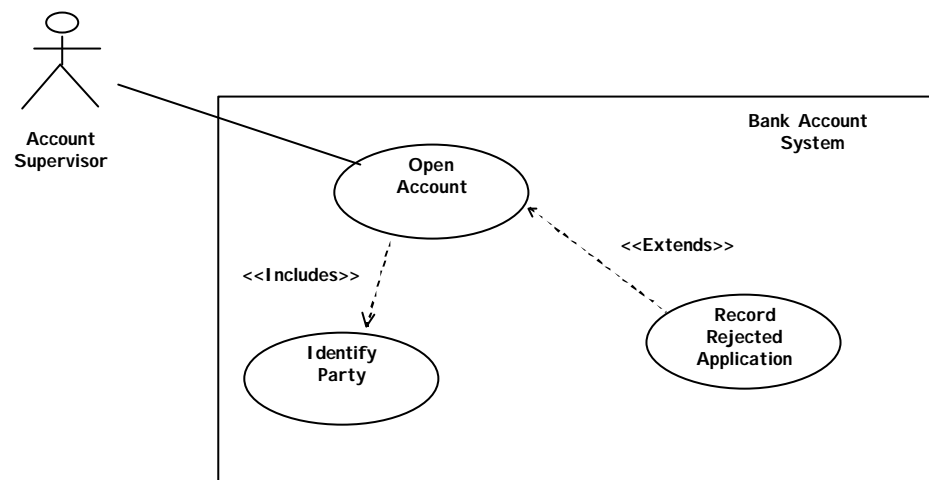 Account
Supervisor
Bank Account
System
Open
Account
<<Extends>>
<<Includes>>
Record
Rejected
Application
Identify
Party